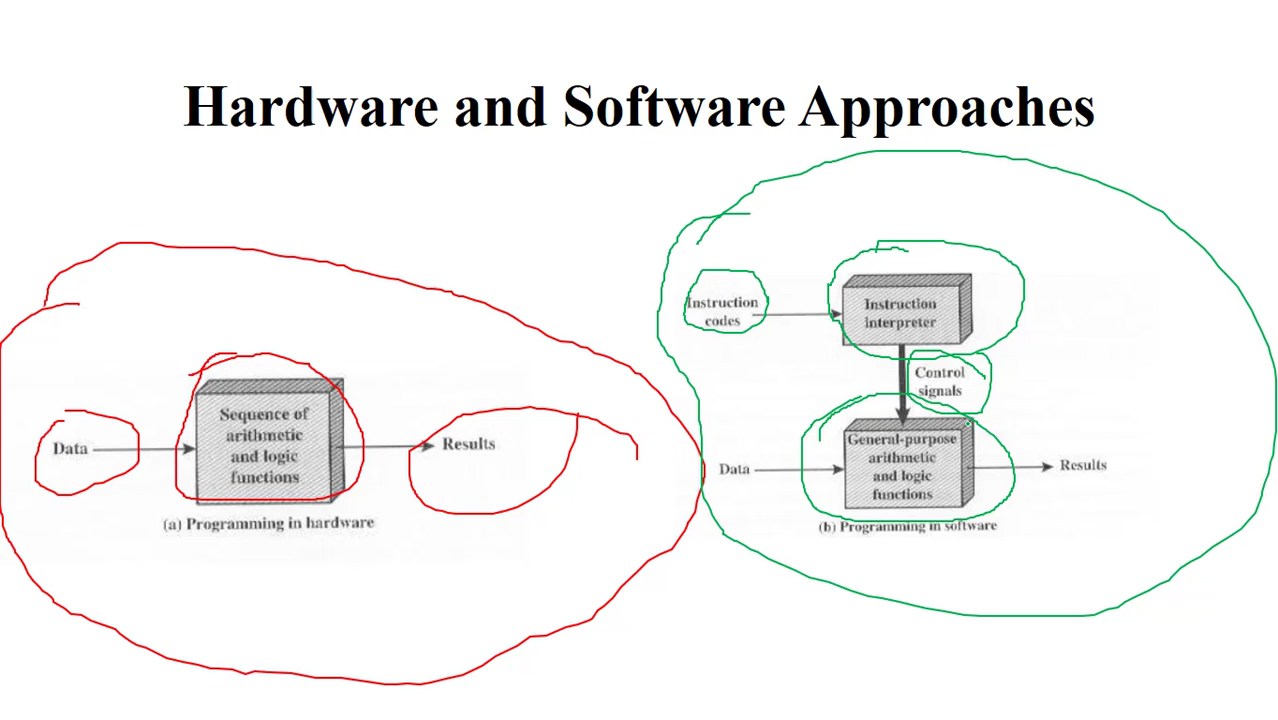 Hardware and Software Approaches
Data
Sequence of
arithmetic
and logic
functions
Results
(a) Programming in hardware
Instruction
codes
Instruction
interpreter
Control
signals
Data
General-purpose
arithmetic
and logic
functions
Results
(b) Programming in software